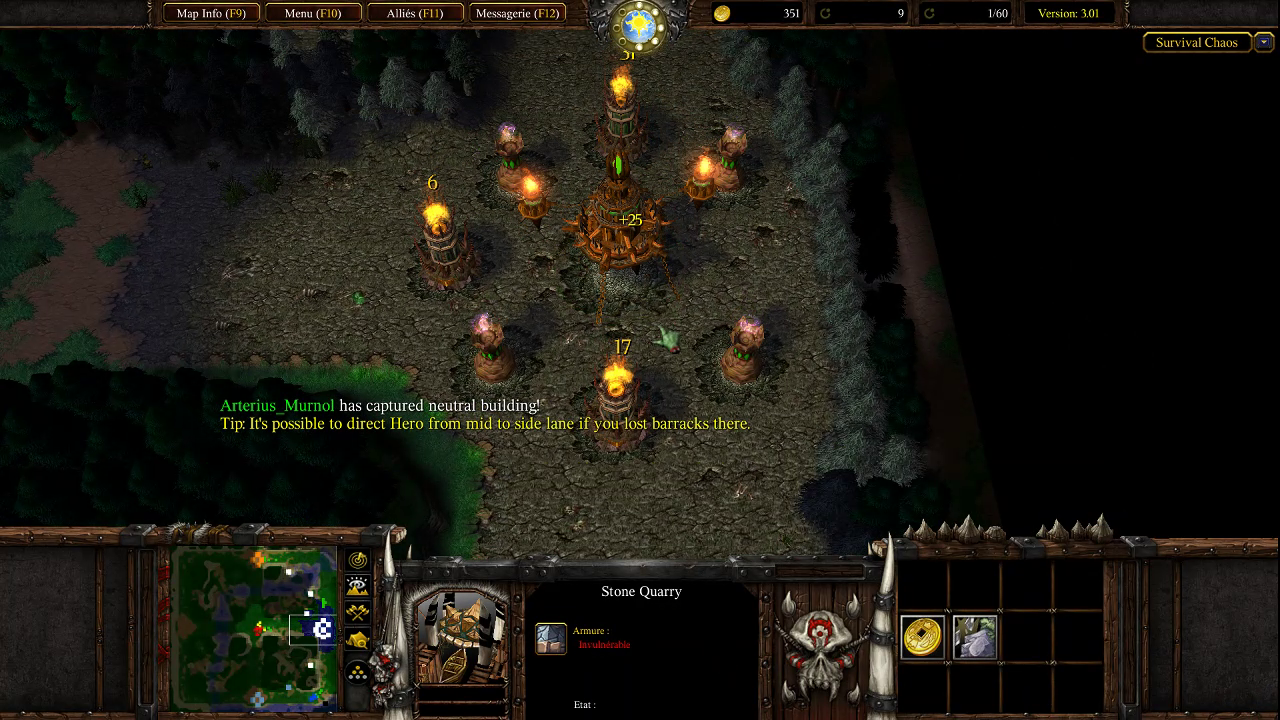 Map Info (F9)
Menu (F10)
Alliés (F11)
Messagerie (F12)
351
9
1/60
Version: 3.01
Survival Chaos
6
+25
17
Arterius_Murnol has captured neutral building!
Tip: It's possible to direct Hero from mid to side lane if you lost barracks there.
Stone Quarry
Armure :
Invulnérable
Etat :